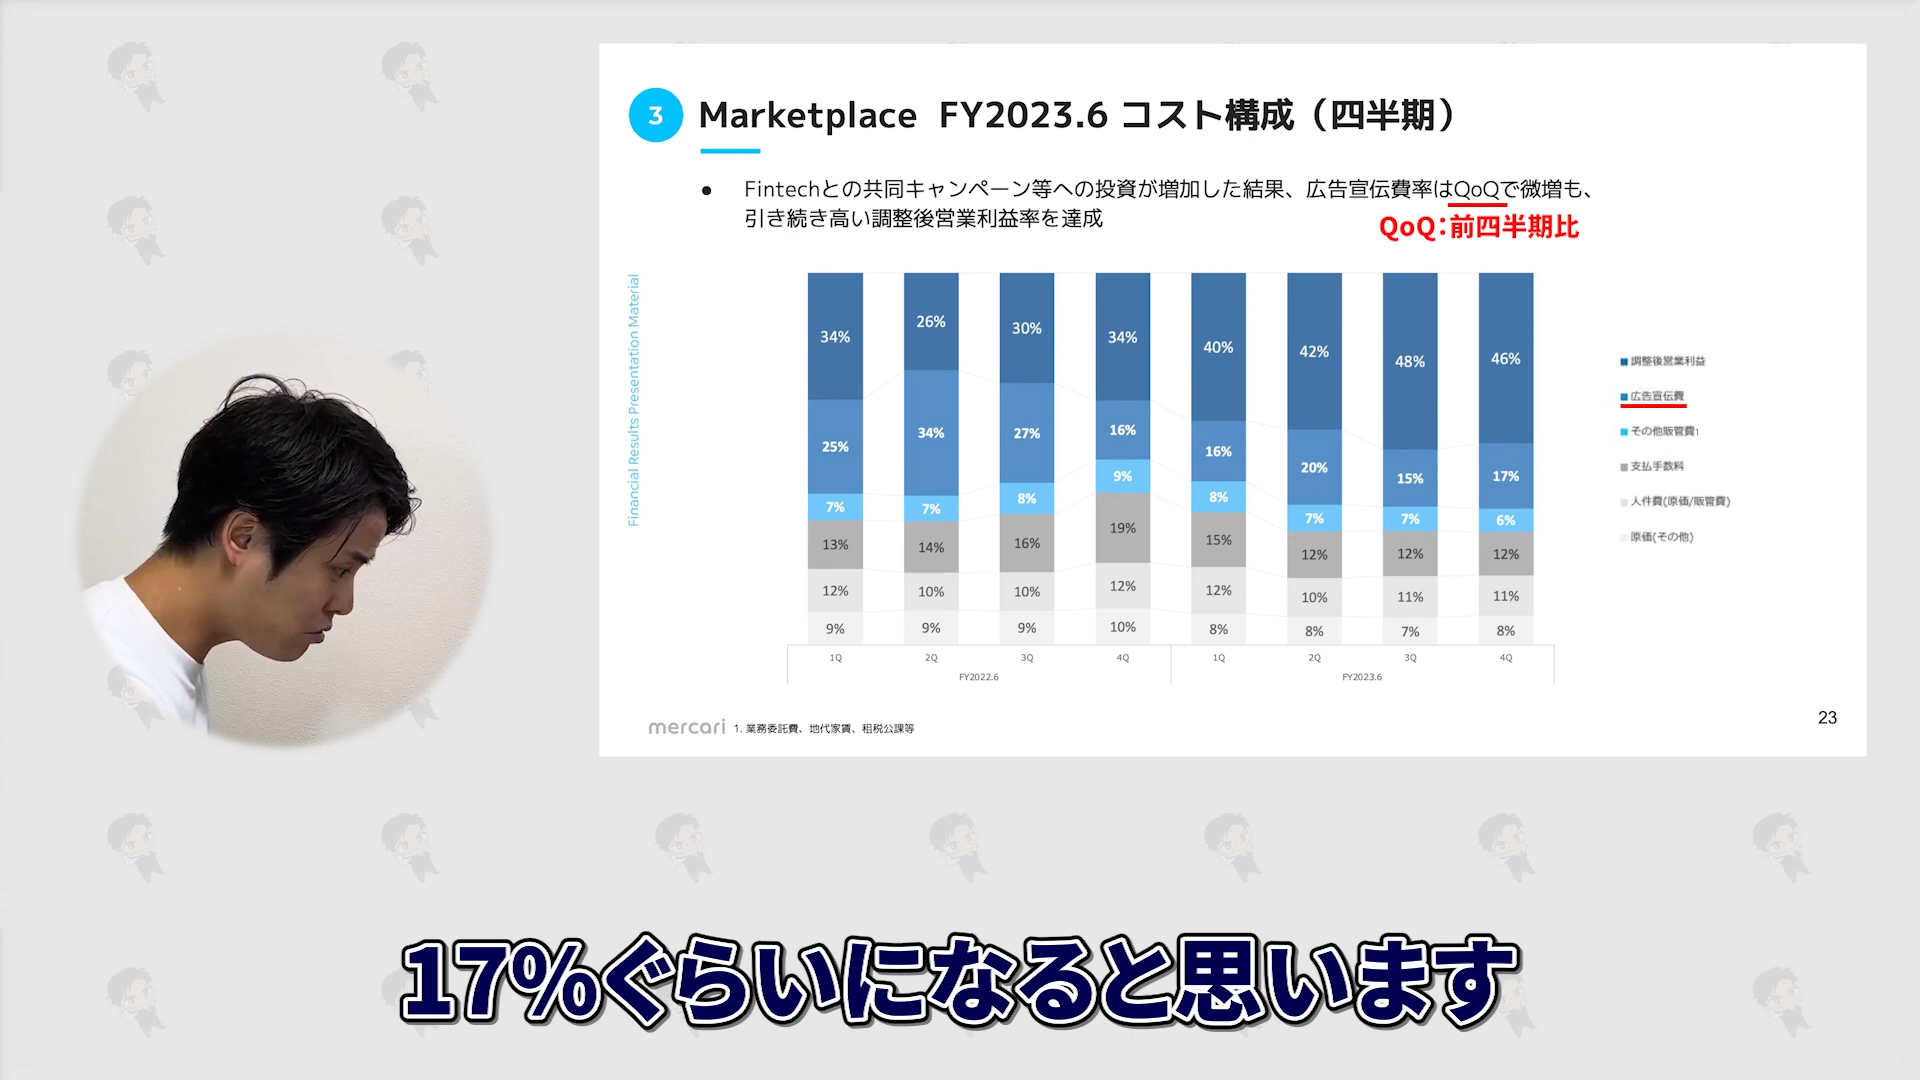 3 Marketplace FY2023.6 コスト構成（四半期）
● Fintechとの共同キャンペーン等への投資が増加した結果、広告宣伝費率はQoQで微増も、
引き続き高い調整後営業利益率を達成
QoQ：前四半期比
Financial Results Presentation Material
34% 26% 30% 34% 40% 42% 48% 46%
25% 34% 27% 16% 16% 20% 15% 17%
7% 7% 8% 9% 8% 7% 7% 6%
13% 14% 16% 19% 15% 12% 12% 12%
12% 10% 10% 12% 12% 10% 11% 11%
9% 9% 9% 10% 8% 8% 7% 8%
1Q 2Q 3Q 4Q 1Q 2Q 3Q 4Q
FY2022.6 FY2023.6
調整後営業利益
広告宣伝費
その他販管費1
支払手数料
人件費(原価/販管費)
原価(その他)
mercari 1. 業務委託費、地代家賃、租税公課等
23
17%ぐらいになると思います